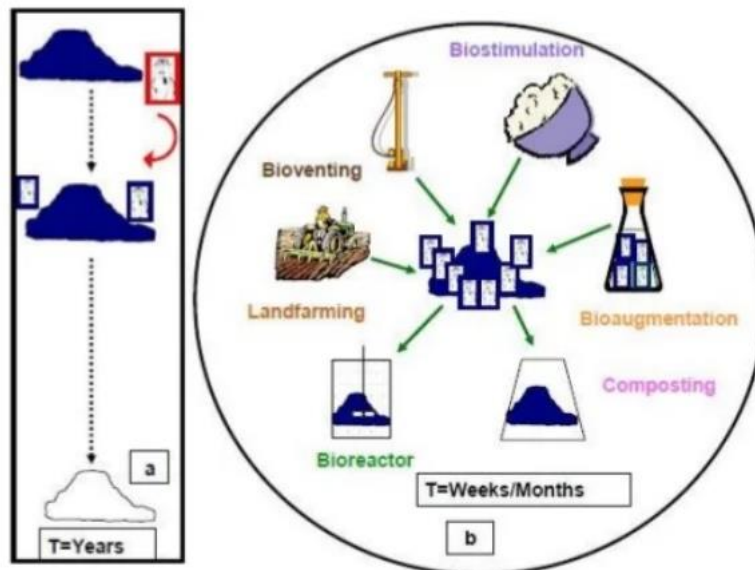 a
T=Years
Biostimulation
Bioventing
Landfarming
Bioaugmentation
Composting
Bioreactor
T=Weeks/Months
b